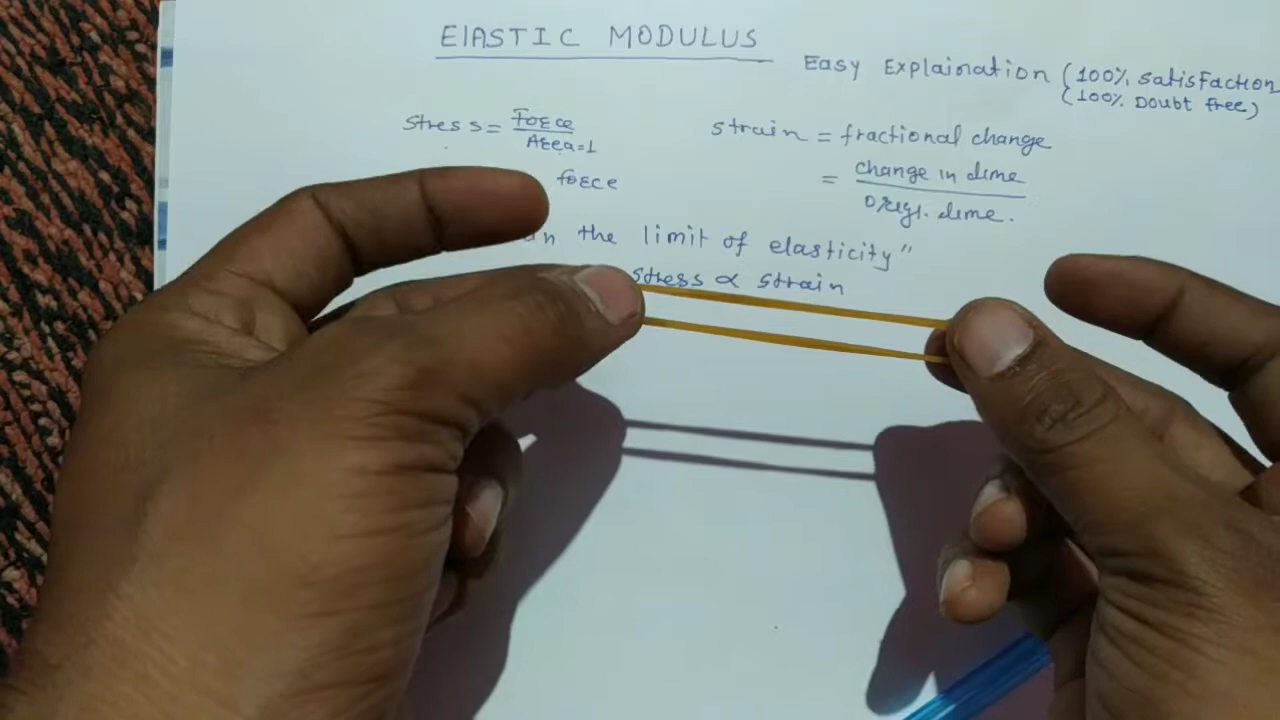 ElASTIC MODULUS
Easy Explaination (100% Satisfaction
(100% Doubt free)
Stress = Force
Area=1
force
strain = fractional change
= change in dime
origi. dime.
the limit of elasticity"
stress ∝ strain